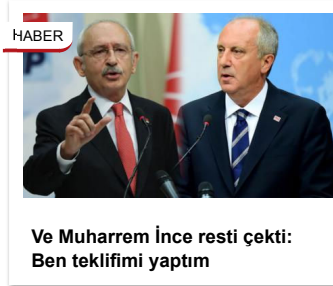 HABER
Ve Muharrem İnce resti çekti:
Ben teklifimi yaptım